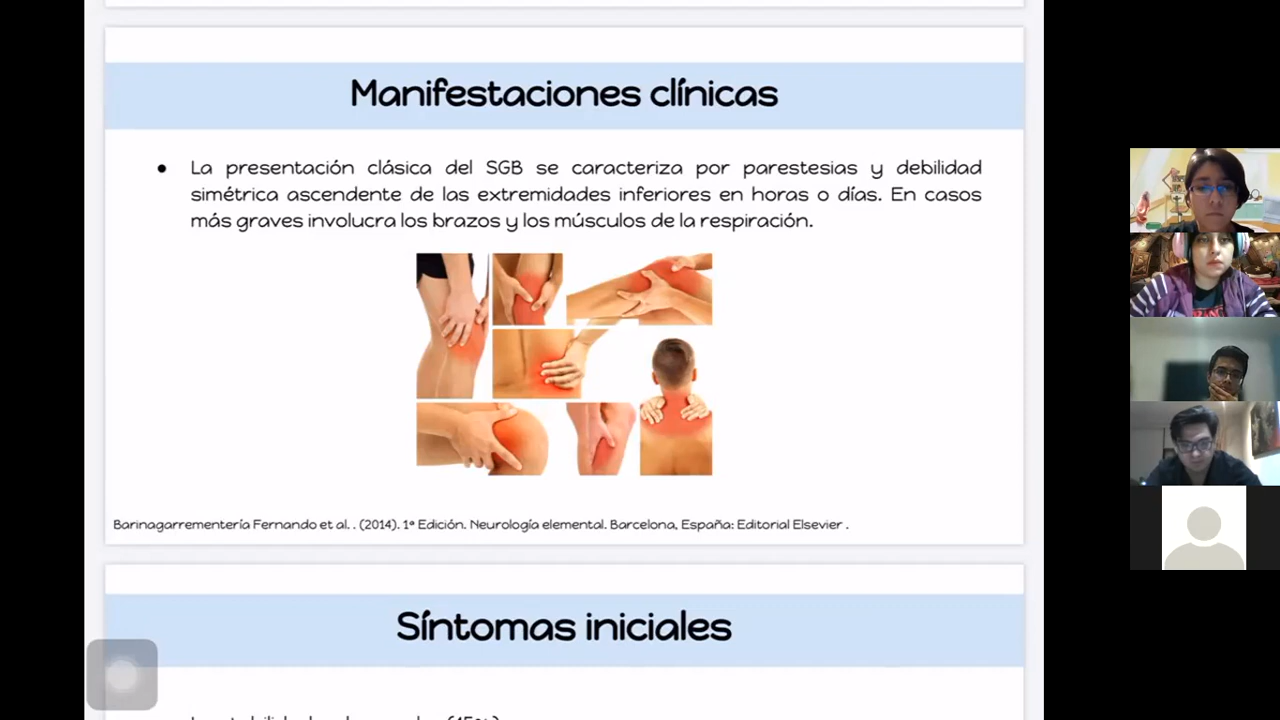 Manifestaciones clínicas
● La presentación clásica del SGB se caracteriza por parestesias y debilidad
simétrica ascendente de las extremidades inferiores en horas o días. En casos
más graves involucra los brazos y los músculos de la respiración.
Barinagarrementería Fernando et al. . (2014). 1ª Edición. Neurología elemental. Barcelona, España: Editorial Elsevier .
Síntomas iniciales